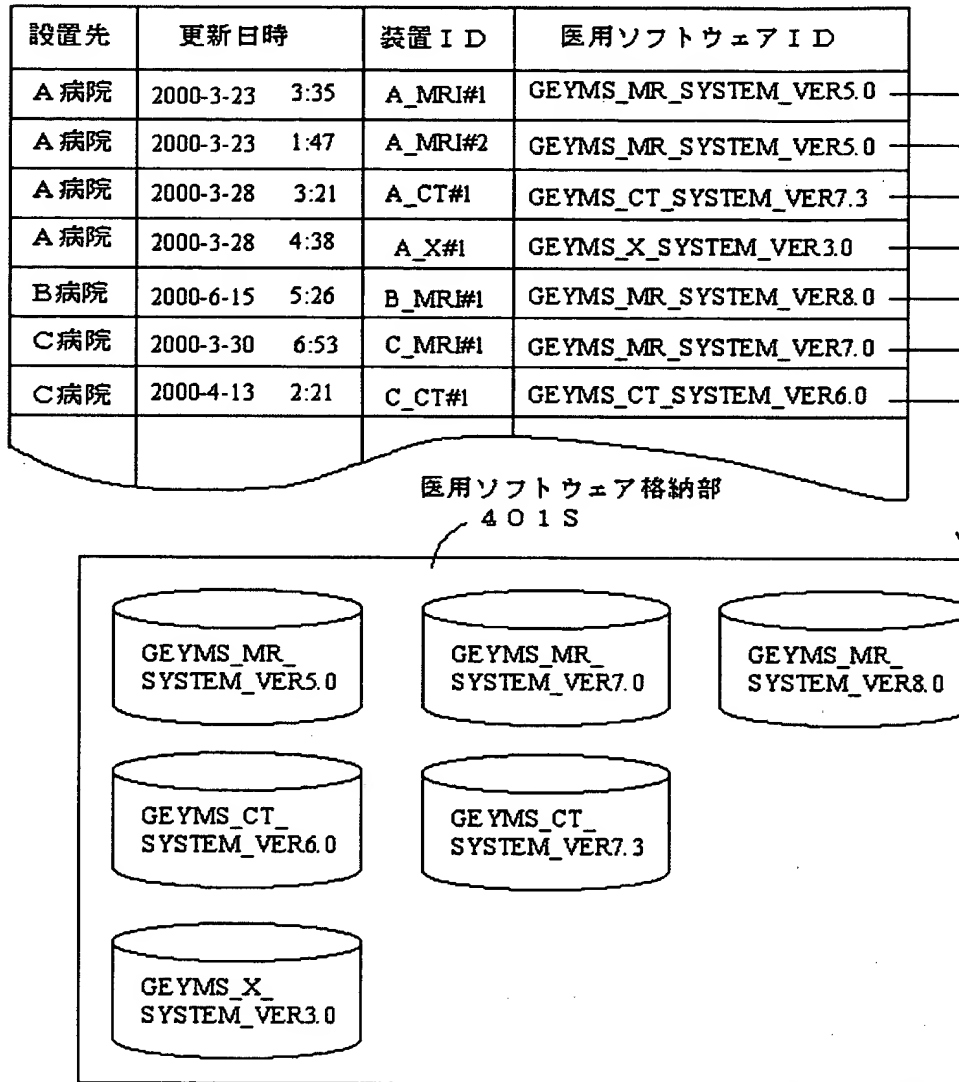 設置先 更新日時 装置ＩＤ 医用ソフトウェアＩＤ
A病院 2000-3-23 3:35 A_MRI#1 GEYMS_MR_SYSTEM_VER5.0
A病院 2000-3-23 1:47 A_MRI#2 GEYMS_MR_SYSTEM_VER5.0
A病院 2000-3-28 3:21 A_CT#1 GEYMS_CT_SYSTEM_VER7.3
A病院 2000-3-28 4:38 A_X#1 GEYMS_X_SYSTEM_VER3.0
B病院 2000-6-15 5:26 B_MRI#1 GEYMS_MR_SYSTEM_VER8.0
C病院 2000-3-30 6:53 C_MRI#1 GEYMS_MR_SYSTEM_VER7.0
C病院 2000-4-13 2:21 C_CT#1 GEYMS_CT_SYSTEM_VER6.0
医用ソフトウェア格納部
４０１Ｓ
GEYMS_MR_
SYSTEM_VER5.0
GEYMS_MR_
SYSTEM_VER7.0
GEYMS_MR_
SYSTEM_VER8.0
GEYMS_CT_
SYSTEM_VER6.0
GEYMS_CT_
SYSTEM_VER7.3
GEYMS_X_
SYSTEM_VER3.0